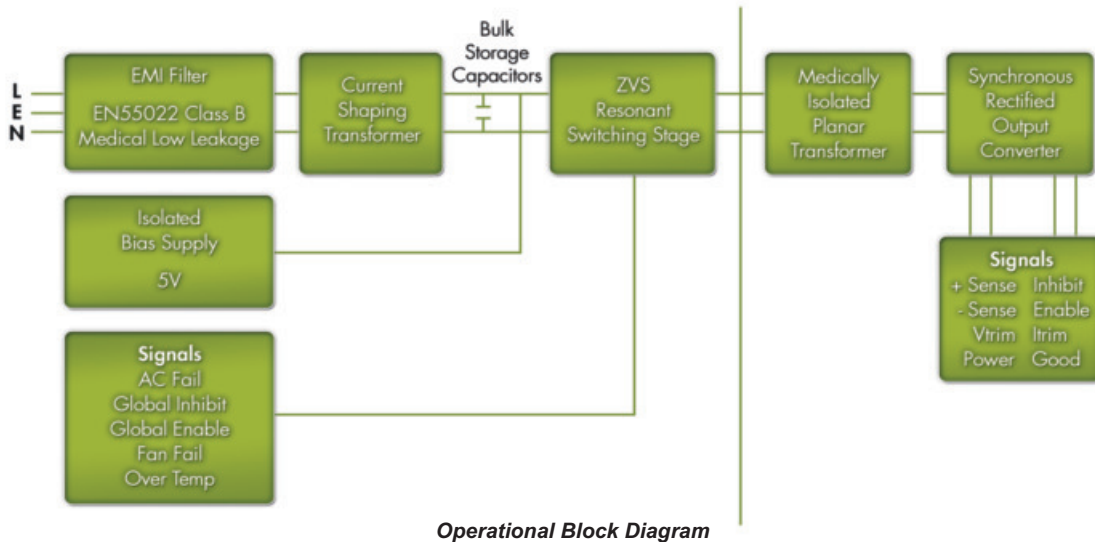 L
E
N
EMI Filter
EN55022 Class B
Medical Low Leakage
Current
Shaping
Transformer
Bulk
Storage
Capacitors
ZVS
Resonant
Switching Stage
Medically
Isolated
Planar
Transformer
Synchronous
Rectified
Output
Converter
Isolated
Bias Supply
5V
Signals
+ Sense Inhibit
- Sense Enable
Vtrim Itrim
Power Good
Signals
AC Fail
Global Inhibit
Global Enable
Fan Fail
Over Temp
Operational Block Diagram